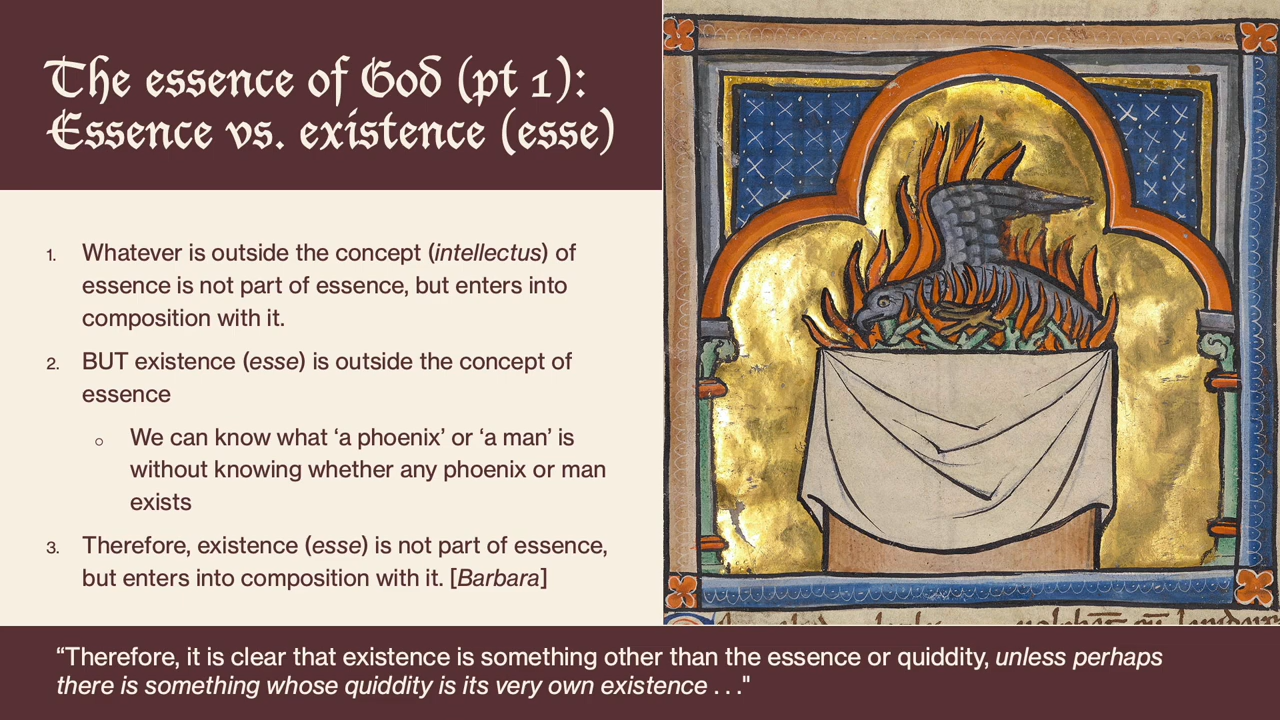 The essence of God (pt 1):
Essence vs. existence (esse)
1. Whatever is outside the concept (intellectus) of
essence is not part of essence, but enters into
composition with it.
2. BUT existence (esse) is outside the concept of
essence
○ We can know what ‘a phoenix’ or ‘a man’ is
without knowing whether any phoenix or man
exists
3. Therefore, existence (esse) is not part of essence,
but enters into composition with it. [Barbara]
“Therefore, it is clear that existence is something other than the essence or quiddity, unless perhaps
there is something whose quiddity is its very own existence . . ."